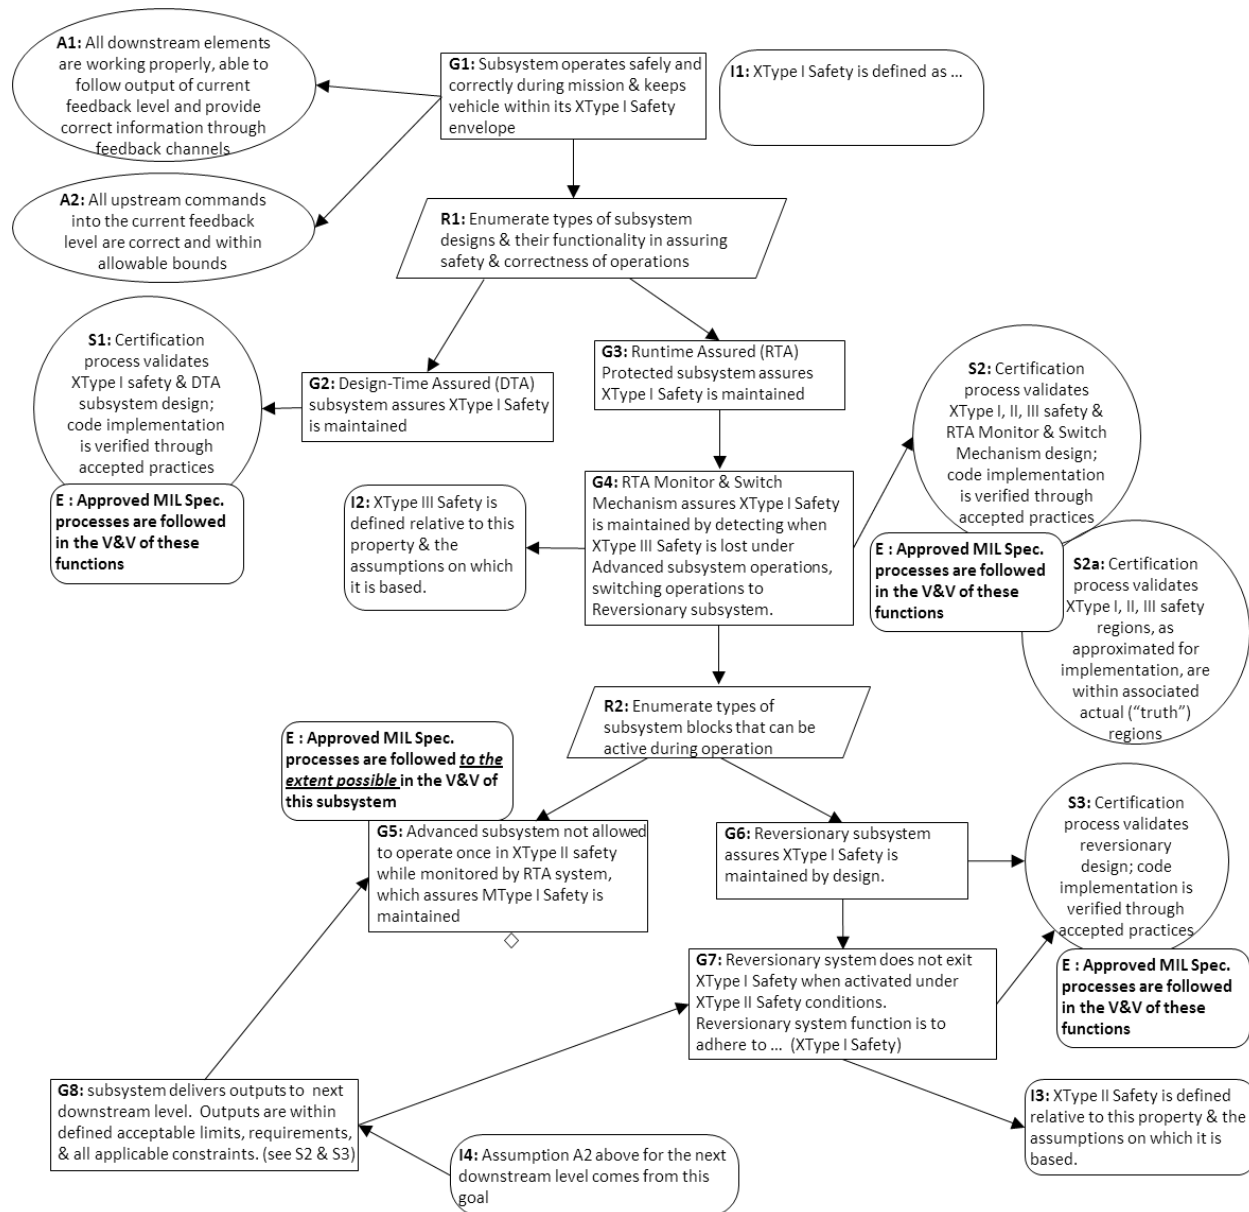 A1: All downstream elements
are working properly, able to
follow output of current
feedback level and provide
correct information through
feedback channels
G1: Subsystem operates safely and
correctly during mission & keeps
vehicle within its XType I Safety
envelope
I1: XType I Safety is defined as ...
A2: All upstream commands
into the current feedback
level are correct and within
allowable bounds
R1: Enumerate types of subsystem
designs & their functionality in assuring
safety & correctness of operations
S1: Certification
process validates
XType I safety & DTA
subsystem design;
code implementation
is verified through
accepted practices
E : Approved MIL Spec.
processes are followed
in the V&V of these
functions
G2: Design-Time Assured (DTA)
subsystem assures XType I Safety
is maintained
G3: Runtime Assured (RTA)
Protected subsystem assures
XType I Safety is maintained
S2: Certification
process validates
XType I, II, III safety &
RTA Monitor & Switch
Mechanism design;
code implementation
is verified through
accepted practices
E : Approved MIL Spec.
processes are followed
in the V&V of these
functions
S2a: Certification
process validates
XType I, II, III safety
regions, as
approximated for
implementation, are
within associated
actual (“truth”)
regions
I2: XType III Safety is
defined relative to this
property & the
assumptions on which
it is based.
G4: RTA Monitor & Switch
Mechanism assures XType I Safety
is maintained by detecting when
XType III Safety is lost under
Advanced subsystem operations,
switching operations to
Reversionary subsystem.
R2: Enumerate types of
subsystem blocks that can be
active during operation
E : Approved MIL Spec.
processes are followed to the
extent possible in the V&V of
this subsystem
G5: Advanced subsystem not allowed
to operate once in XType II safety
while monitored by RTA system,
which assures MType I Safety is
maintained
G6: Reversionary subsystem
assures XType I Safety is
maintained by design.
S3: Certification
process validates
reversionary
design; code
implementation is
verified through
accepted practices
E : Approved MIL Spec.
processes are followed
in the V&V of these
functions
G7: Reversionary system does not exit
XType I Safety when activated under
XType II Safety conditions.
Reversionary system function is to
adhere to ... (XType I Safety)
G8: subsystem delivers outputs to next
downstream level. Outputs are within
defined acceptable limits, requirements,
& all applicable constraints. (see S2 & S3)
I4: Assumption A2 above for the next
downstream level comes from this
goal
I3: XType II Safety is defined
relative to this property & the
assumptions on which it is
based.